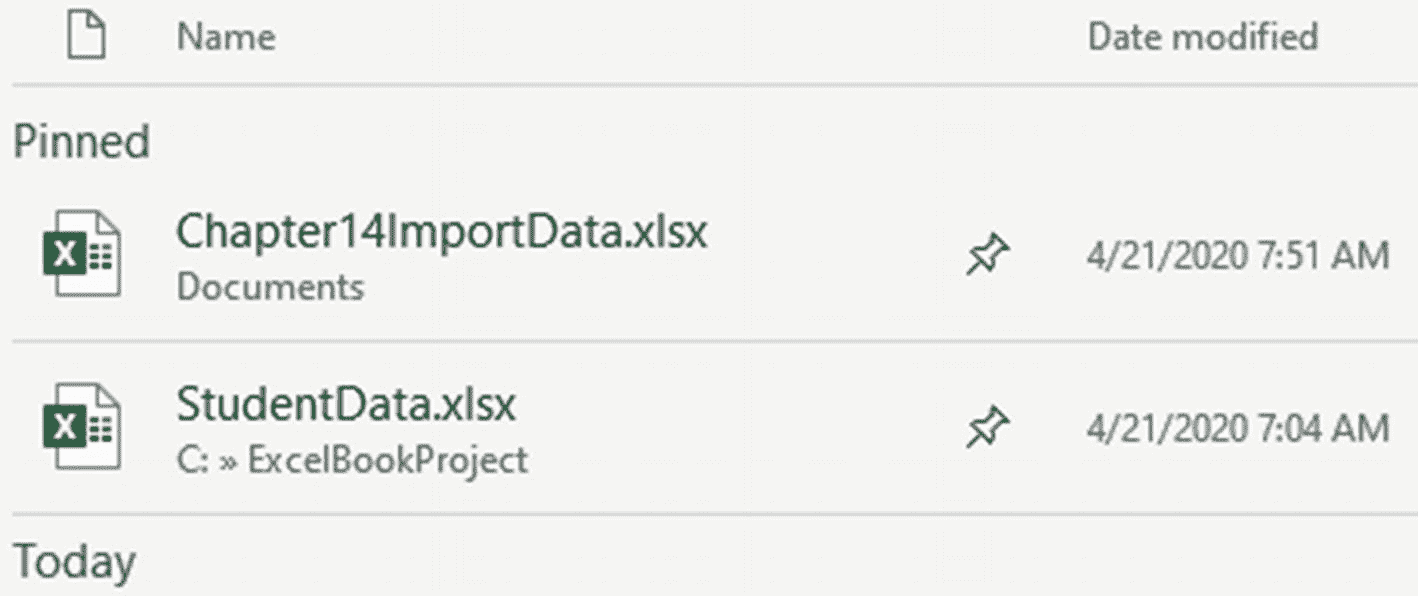 Name Date modified
Pinned
Chapter14ImportData.xlsx
Documents
4/21/2020 7:51 AM
StudentData.xlsx
C: » ExcelBookProject
4/21/2020 7:04 AM
Today